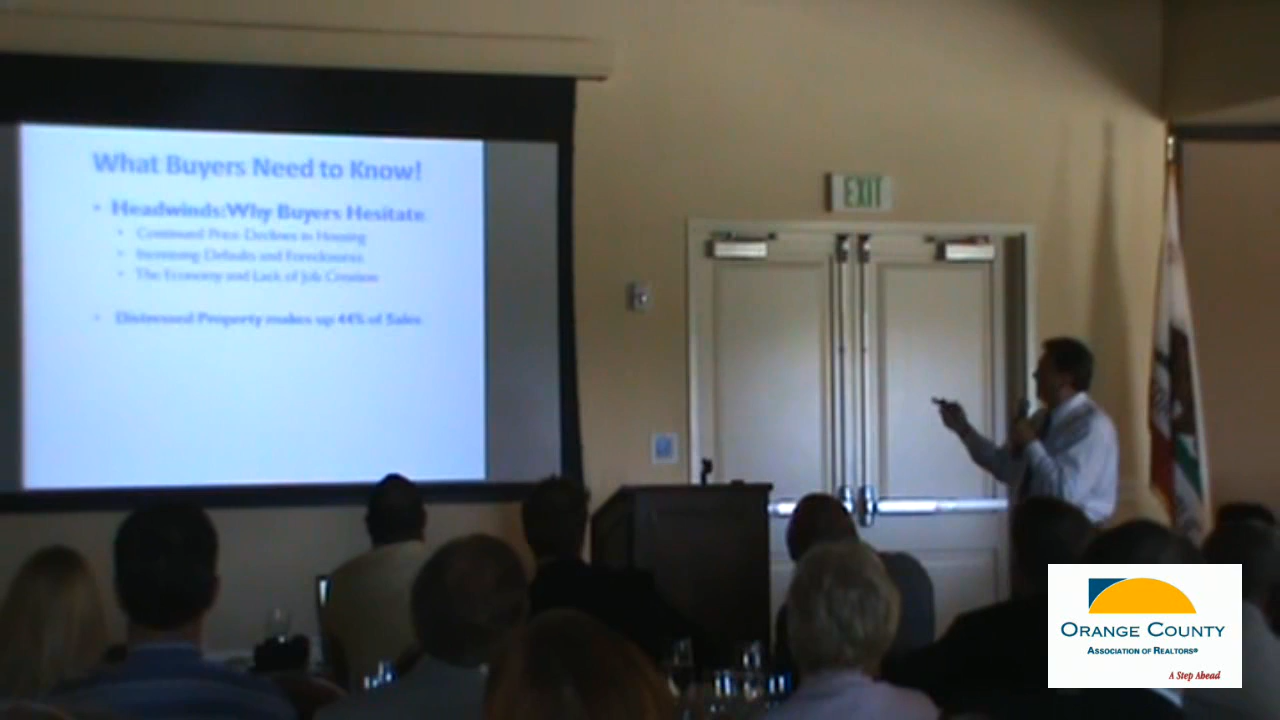 What Buyers Need to Know!
• Headwinds:Why Buyers Hesitate
• Continued Price Declines in Housing
• Increasing Defaults and Foreclosures
• The Economy and Lack of Job Creation
• Distressed Property makes up 44% of Sales
EXIT
ORANGE COUNTY
ASSOCIATION OF REALTORS®
A Step Ahead